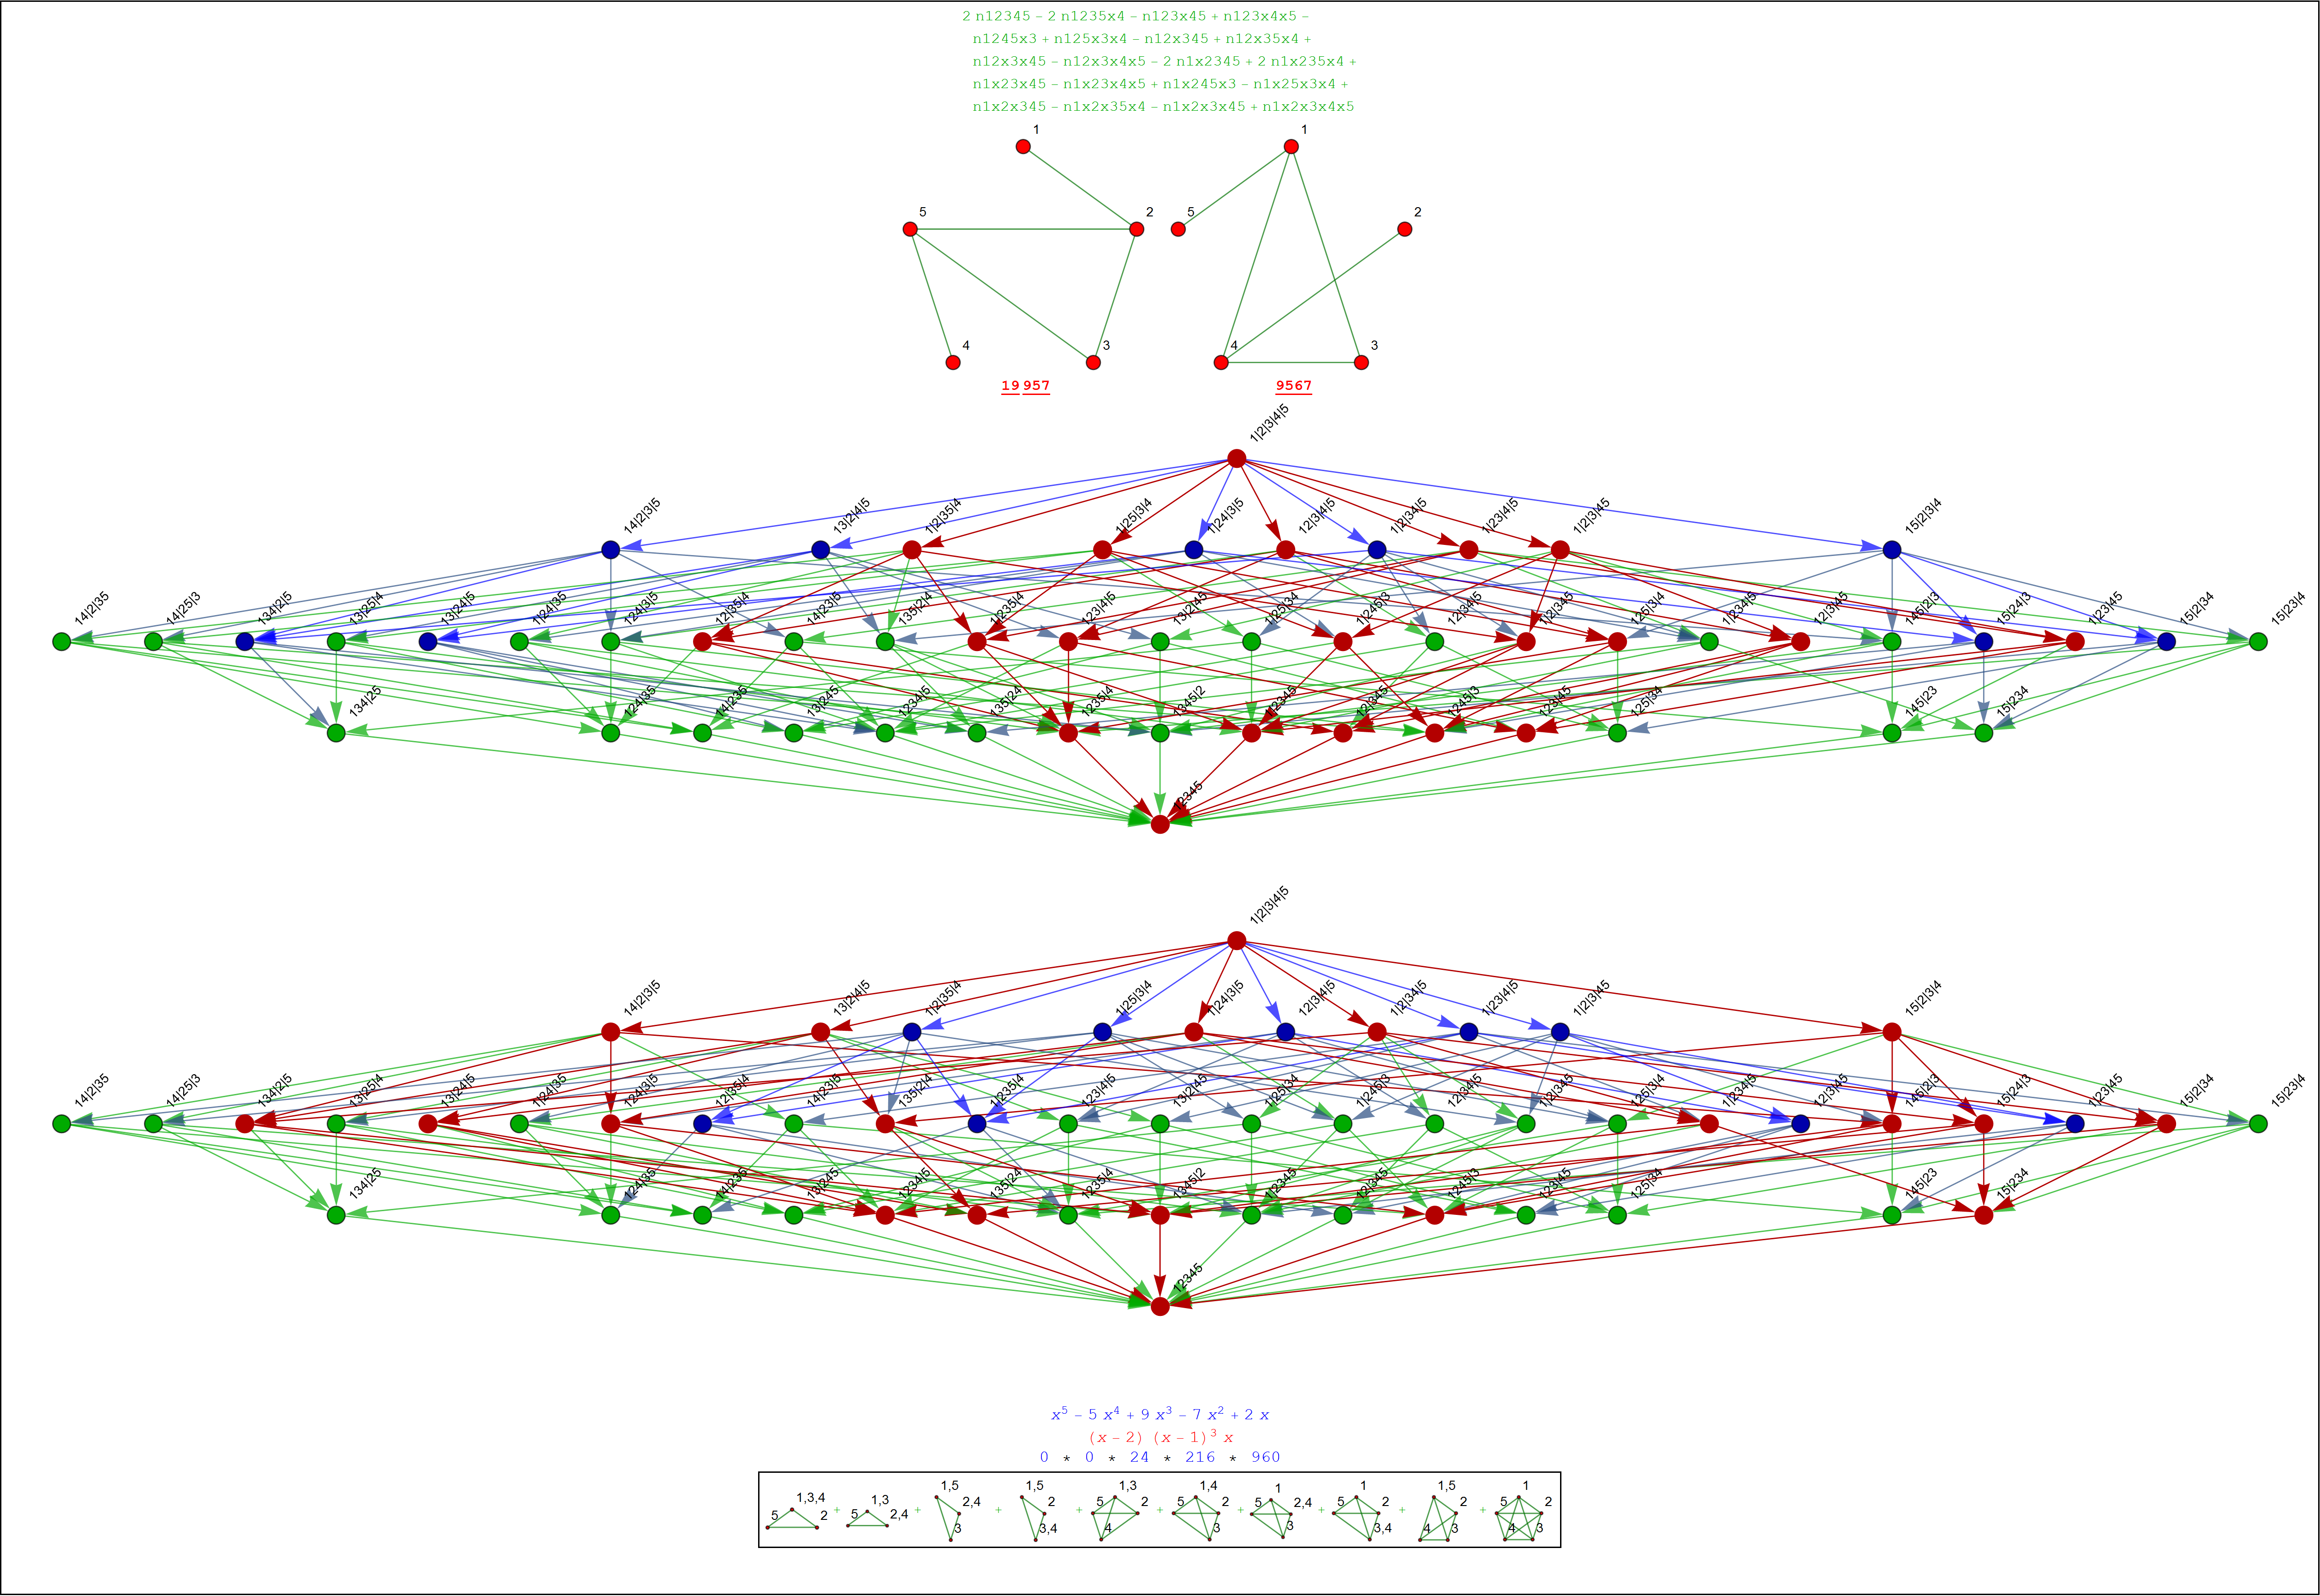 2 n12345 − 2 n1235x4 − n123x45 + n123x4x5 −
n1245x3 + n125x3x4 − n12x345 + n12x35x4 +
n12x3x45 − n12x3x4x5 − 2 n1x2345 + 2 n1x235x4 +
n1x23x45 − n1x23x4x5 + n1x245x3 − n1x25x3x4 +
n1x2x345 − n1x2x35x4 − n1x2x3x45 + n1x2x3x4x5
1 1
5 2 5 2
4 3 4 3
19 957 9567
1|2|3|4|5
14|2|3|5 13|2|4|5 1|2|35|4 1|25|3|4 1|24|3|5 12|3|4|5 1|2|34|5 1|23|4|5 1|2|3|45 15|2|3|4
14|2|35 14|25|3 134|2|5 13|25|4 13|24|5 1|24|35 124|3|5 12|35|4 14|23|5 135|2|4 1|235|4 123|4|5 13|2|45 1|25|34 1|245|3 12|34|5 1|2|345 125|3|4 1|234|5 12|3|45 145|2|3 15|24|3 1|23|45 15|2|34 15|23|4
134|25 124|35 14|235 13|245 1234|5 135|24 1235|4 1345|2 1|2345 12|345 1245|3 123|45 125|34 145|23 15|234
12345
1|2|3|4|5
14|2|3|5 13|2|4|5 1|2|35|4 1|25|3|4 1|24|3|5 12|3|4|5 1|2|34|5 1|23|4|5 1|2|3|45 15|2|3|4
14|2|35 14|25|3 134|2|5 13|25|4 13|24|5 1|24|35 124|3|5 12|35|4 14|23|5 135|2|4 1|235|4 123|4|5 13|2|45 1|25|34 1|245|3 12|34|5 1|2|345 125|3|4 1|234|5 12|3|45 145|2|3 15|24|3 1|23|45 15|2|34 15|23|4
134|25 124|35 14|235 13|245 1234|5 135|24 1235|4 1345|2 1|2345 12|345 1245|3 123|45 125|34 145|23 15|234
12345
x⁵ − 5 x⁴ + 9 x³ − 7 x² + 2 x
(x − 2) (x − 1)³ x
0 * 0 * 24 * 216 * 960
1,3,4 5 2 + 1,3 5 2,4 + 1,5 2,4 3 + 1,5 2 3,4 + 1,3 5 2 4 + 1,4 5 2 3 + 1 5 2,4 3 + 1 5 2 3,4 + 1,5 2 4 3 + 1 5 2 4 3